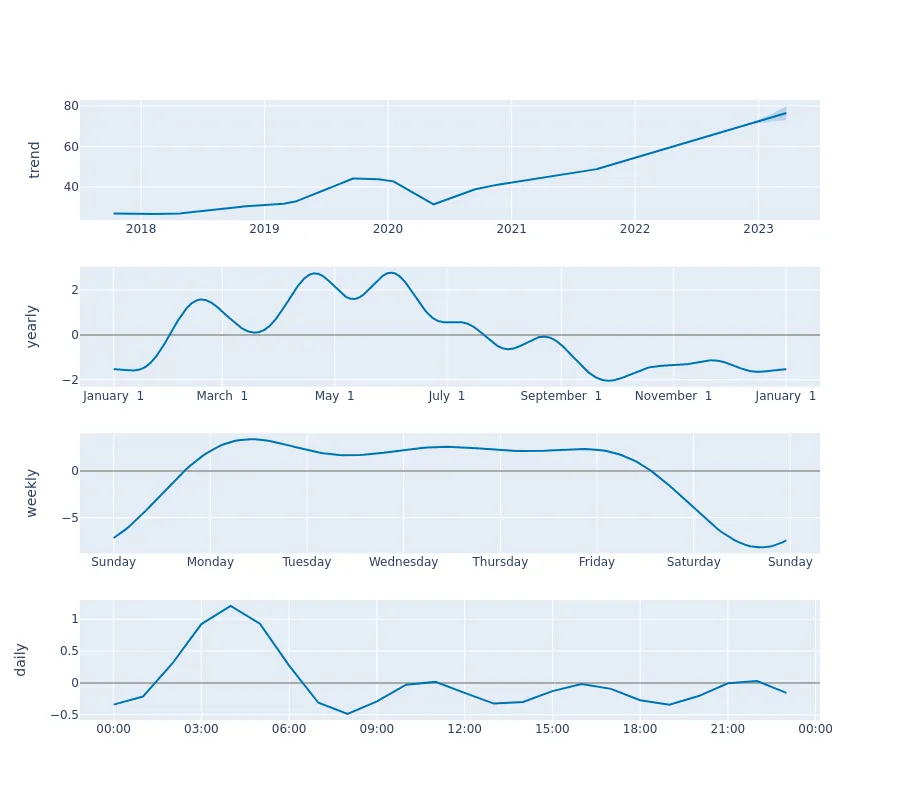 trend
80
60
40
2018 2019 2020 2021 2022 2023
yearly
2
0
−2
January 1 March 1 May 1 July 1 September 1 November 1 January 1
weekly
0
−5
Sunday Monday Tuesday Wednesday Thursday Friday Saturday Sunday
daily
1
0.5
0
−0.5
00:00 03:00 06:00 09:00 12:00 15:00 18:00 21:00 00:00